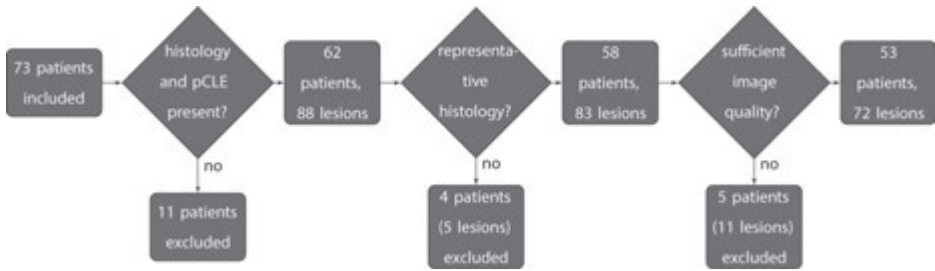 73 patients
included
histology
and pCLE
present?
no
11 patients
excluded
62
patients,
88 lesions
representa-
tive
histology?
no
4 patients
(5 lesions)
excluded
58
patients,
83 lesions
sufficient
image
quality?
no
5 patients
(11 lesions)
excluded
53
patients,
72 lesions